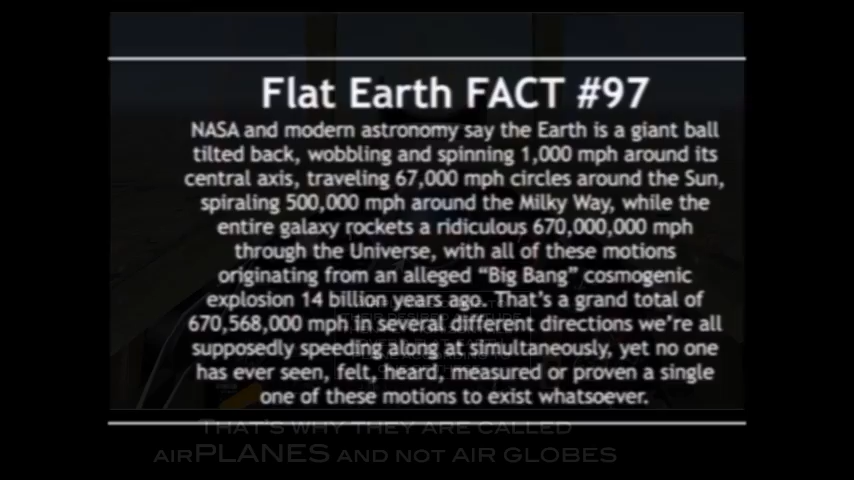 Flat Earth FACT #97
NASA and modern astronomy say the Earth is a giant ball
tilted back, wobbling and spinning 1,000 mph around its
central axis, traveling 67,000 mph circles around the Sun,
spiraling 500,000 mph around the Milky Way, while the
entire galaxy rockets a ridiculous 670,000,000 mph
through the Universe, with all of these motions
originating from an alleged “Big Bang” cosmogenic
explosion 14 billion years ago. That’s a grand total of
670,568,000 mph in several different directions we’re all
supposedly speeding along at simultaneously, yet no one
has ever seen, felt, heard, measured or proven a single
one of these motions to exist whatsoever.
THAT'S WHY THEY ARE CALLED
AIRPLANES AND NOT AIR GLOBES